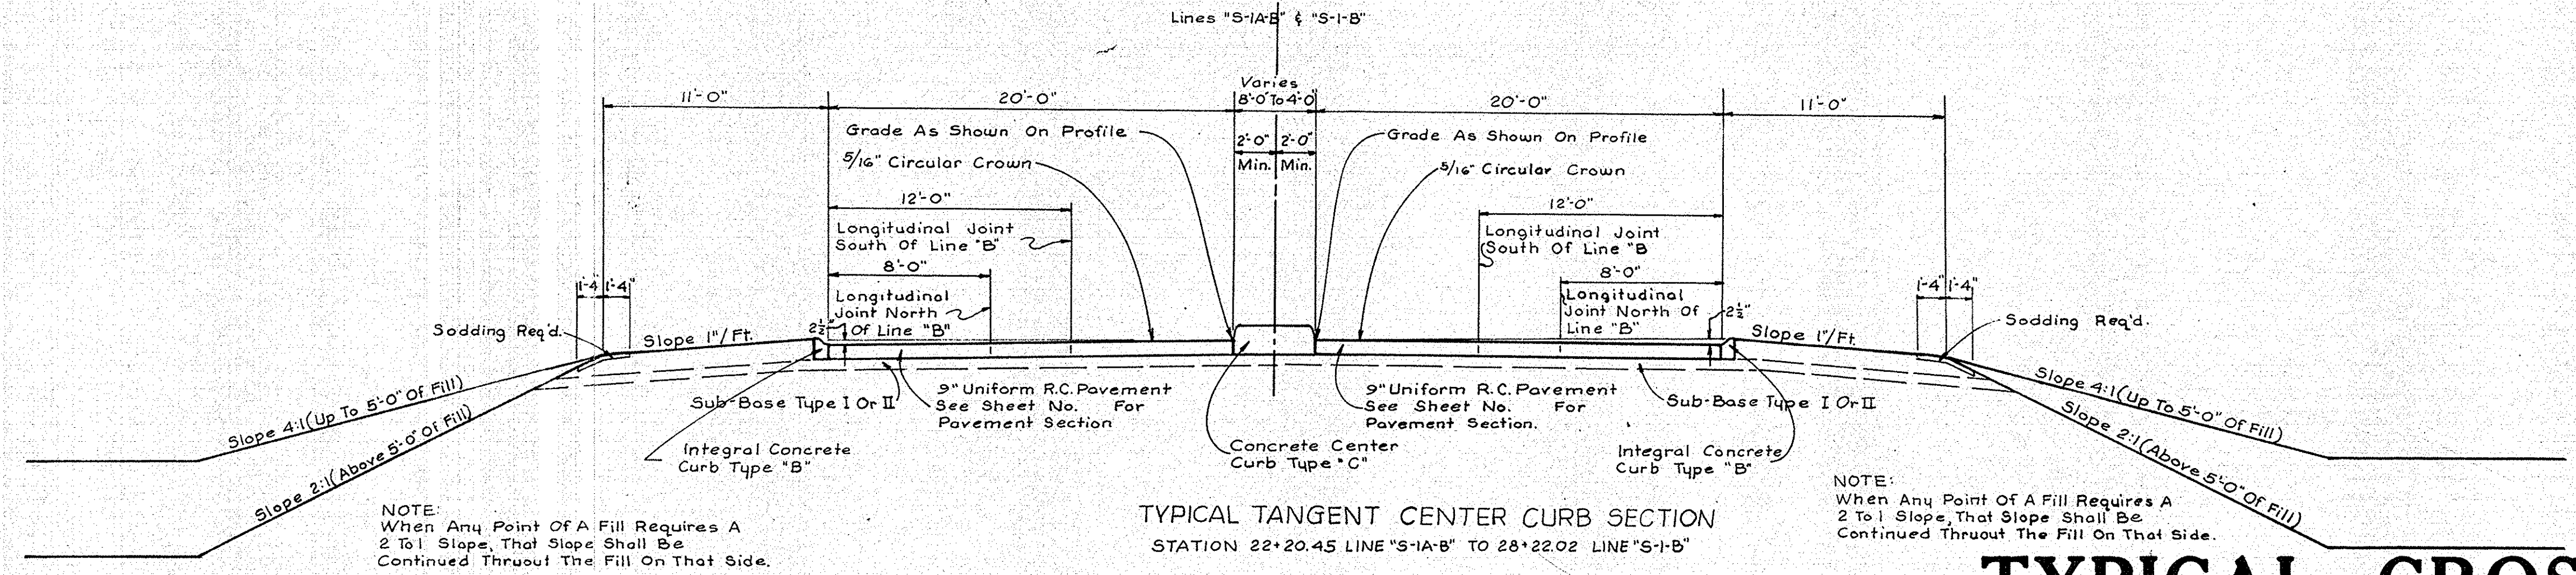 Lines "S-1A-B" & "S-1-B"
Varies
11'-0"
20'-0"
8'-0" To 4'-0"
20'-0"
11'-0"
Grade As Shown On Profile
2'-0"
2'-0"
Grade As Shown On Profile
5/16" Circular Crown
Min.
Min.
5/16" Circular Crown
12'-0"
12'-0"
Longitudinal Joint
South Of Line "B"
Longitudinal Joint
South Of Line "B
8'-0"
8'-0"
1'-4
1'-4"
Longitudinal
Joint North
Of Line "B"
Longitudinal
Joint North Of
Line "B"
1'-4"
1'-4"
Sodding Req'd.
Slope 1"/Ft.
2½"
2½"
Slope 1"/Ft.
Sodding Req'd.
Slope 4:1 (Up To 5'-0" Of Fill)
Slope 2:1 (Above 5'-0" Of Fill)
Sub-Base Type I Or II
9" Uniform R.C. Pavement
See Sheet No. For
Pavement Section
9" Uniform R.C. Pavement
See Sheet No. For
Pavement Section.
Sub-Base Type I Or II
Slope 4:1 (Up To 5'-0" Of Fill)
Slope 2:1 (Above 5'-0" Of Fill)
Integral Concrete
Curb Type "B"
Concrete Center
Curb Type "C"
Integral Concrete
Curb Type "B"
NOTE:
When Any Point Of A Fill Requires A
2 To 1 Slope, That Slope Shall Be
Continued Thruout The Fill On That Side.
TYPICAL TANGENT CENTER CURB SECTION
STATION 22+20.45 LINE "S-1A-B" TO 28+22.02 LINE "S-1-B"
NOTE:
When Any Point Of A Fill Requires A
2 To 1 Slope, That Slope Shall Be
Continued Thruout The Fill On That Side.
TYPICAL CROS